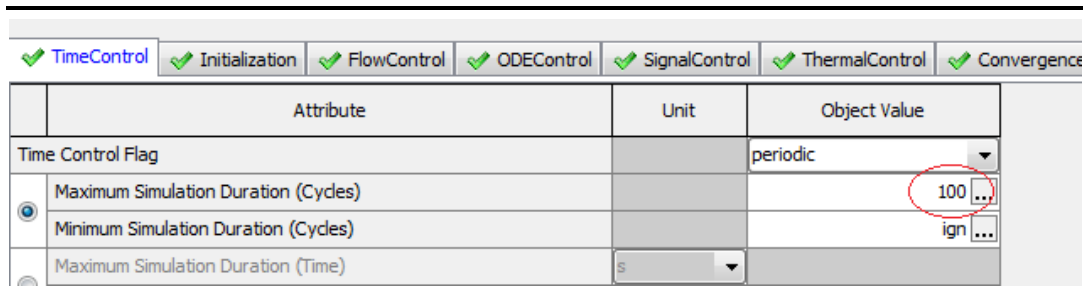 TimeControl Initialization FlowControl ODEControl SignalControl ThermalControl Convergence
Attribute Unit Object Value
Time Control Flag periodic
Maximum Simulation Duration (Cycles) 100 ...
Minimum Simulation Duration (Cycles) ign ...
Maximum Simulation Duration (Time) s